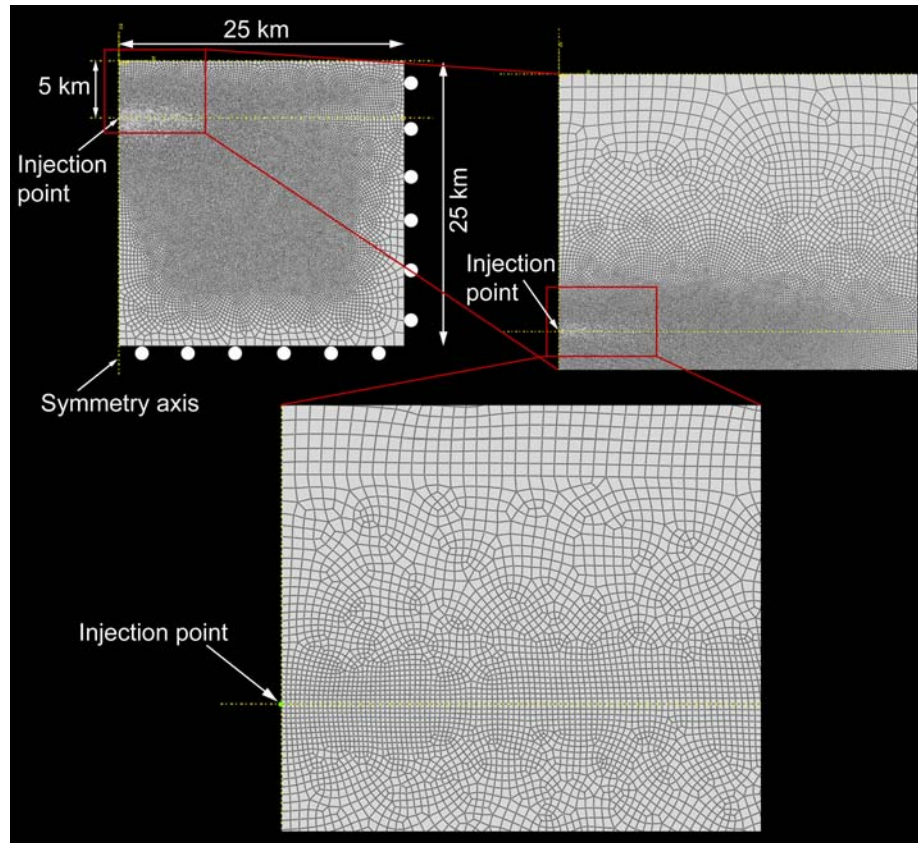 25 km
5 km
Injection
point
25 km
Symmetry axis
Injection
point
Injection point